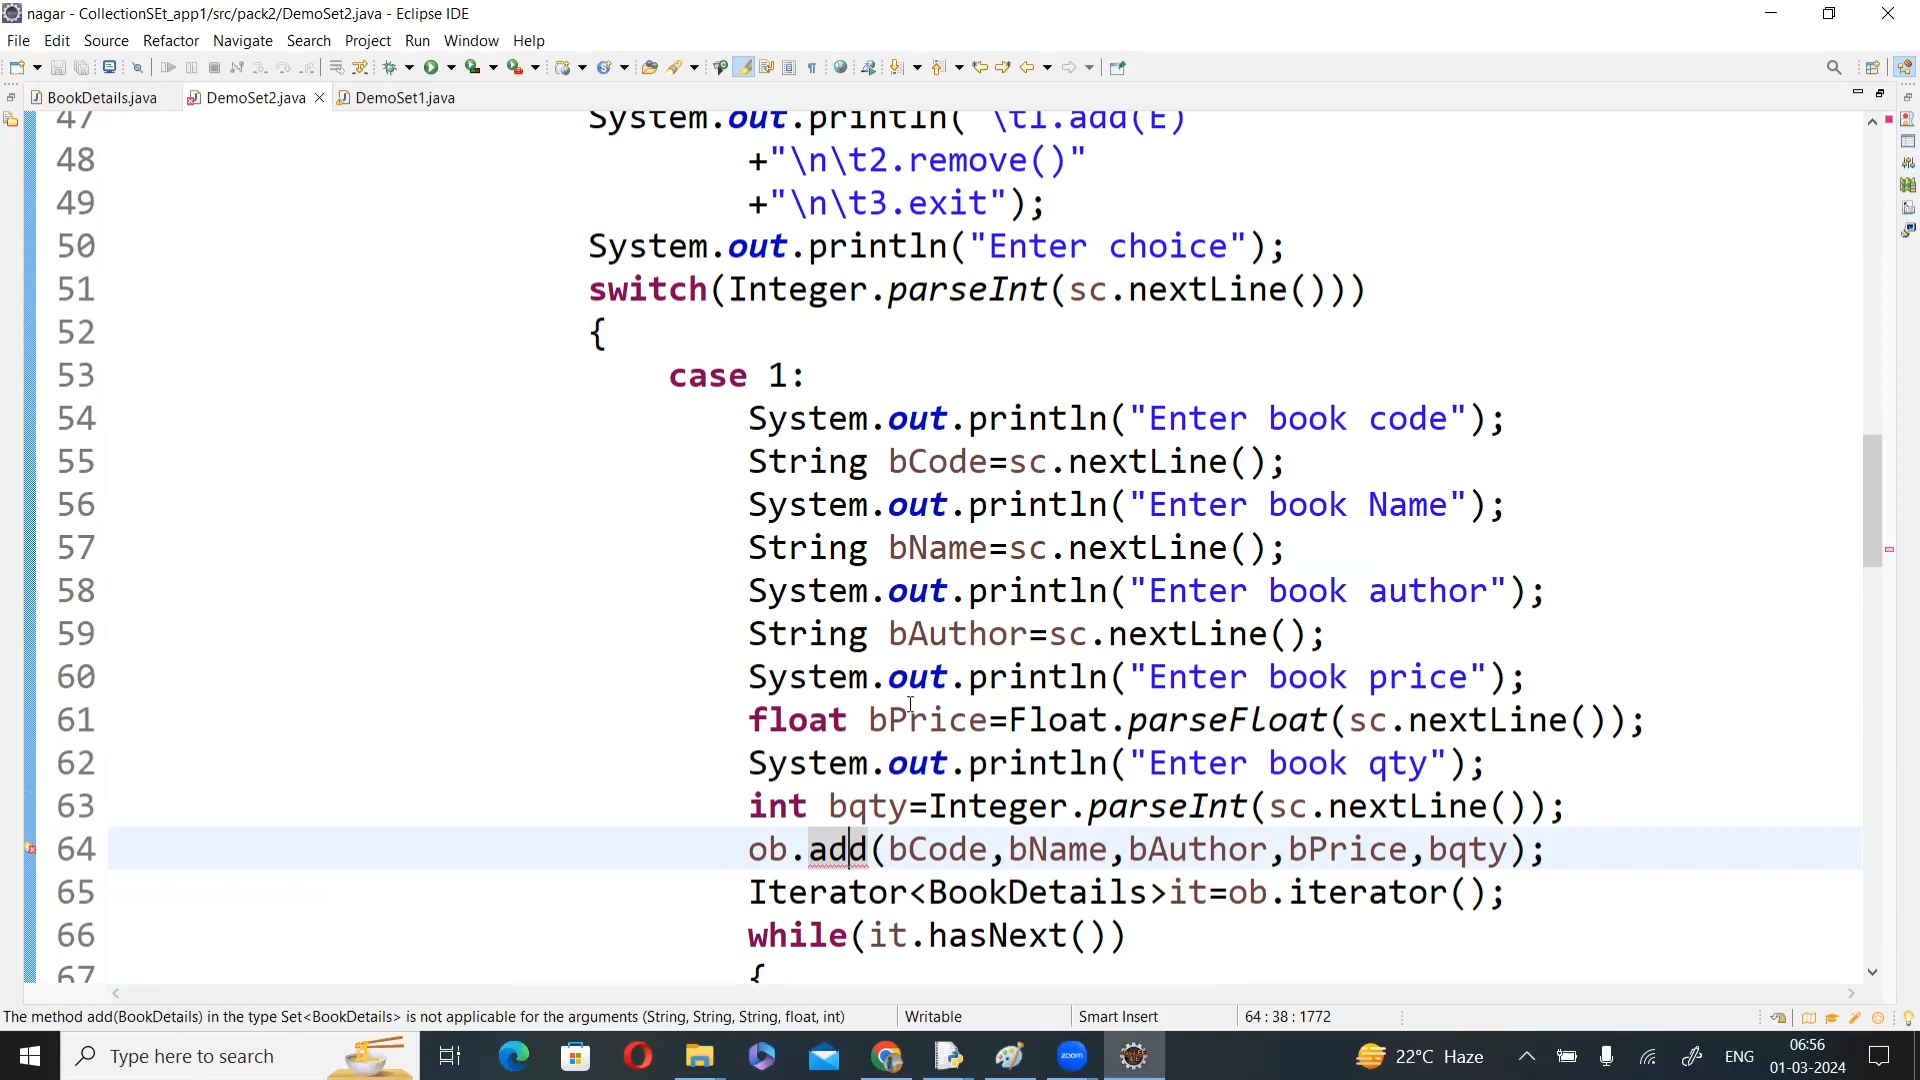 nagar - CollectionSEt_app1/src/pack2/DemoSet2.java - Eclipse IDE
File Edit Source Refactor Navigate Search Project Run Window Help
BookDetails.java DemoSet2.java DemoSet1.java
47 System.out.println("\t1.add(E)"
48 +"\n\t2.remove()"
49 +"\n\t3.exit");
50 System.out.println("Enter choice");
51 switch(Integer.parseInt(sc.nextLine()))
52 {
53 case 1:
54 System.out.println("Enter book code");
55 String bCode=sc.nextLine();
56 System.out.println("Enter book Name");
57 String bName=sc.nextLine();
58 System.out.println("Enter book author");
59 String bAuthor=sc.nextLine();
60 System.out.println("Enter book price");
61 float bPrice=Float.parseFloat(sc.nextLine());
62 System.out.println("Enter book qty");
63 int bqty=Integer.parseInt(sc.nextLine());
64 ob.add(bCode,bName,bAuthor,bPrice,bqty);
65 Iterator<BookDetails>it=ob.iterator();
66 while(it.hasNext())
67 {
The method add(BookDetails) in the type Set<BookDetails> is not applicable for the arguments (String, String, String, float, int) Writable Smart Insert 64 : 38 : 1772
Type here to search zoom 22°C Haze ENG 06:56
01-03-2024